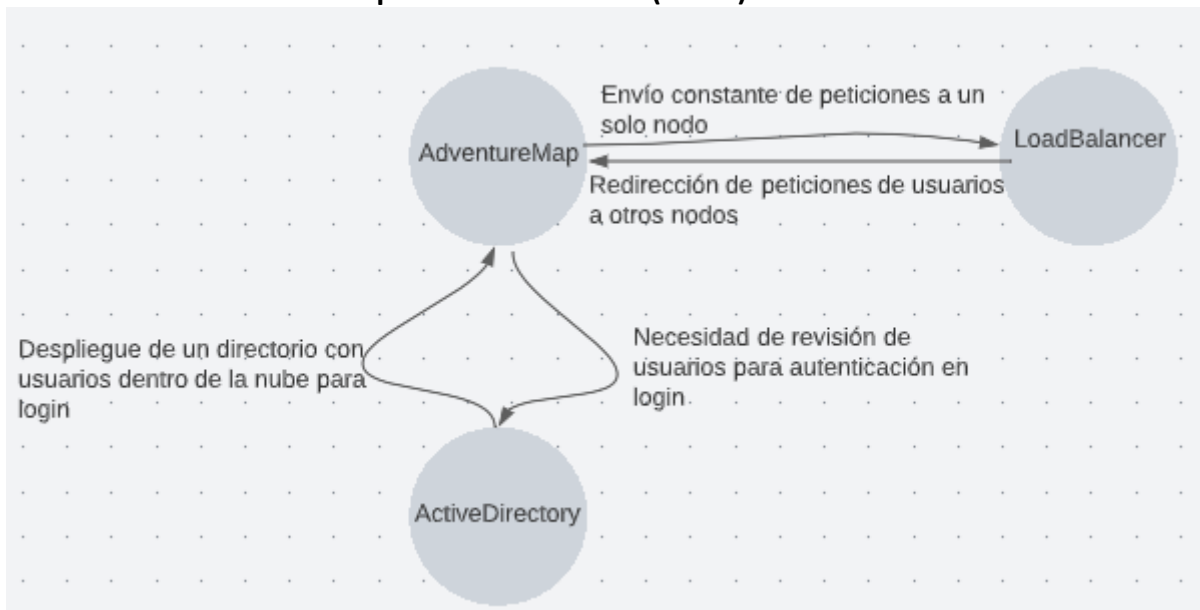 Envío constante de peticiones a un
solo nodo
AdventureMap
LoadBalancer
Redirección de peticiones de usuarios
a otros nodos
Despliegue de un directorio con
usuarios dentro de la nube para
login
Necesidad de revisión de
usuarios para autenticación en
login
ActiveDirectory